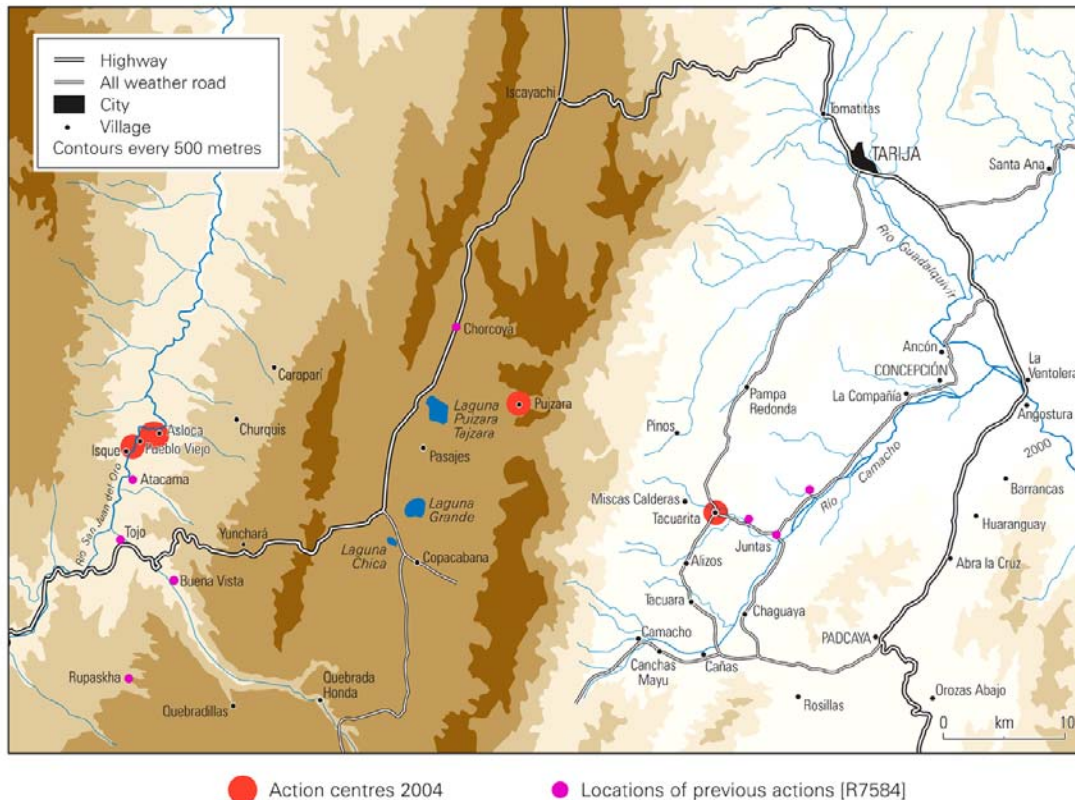 Highway
All weather road
City
Village
Contours every 500 metres
Iscayachi
Tomatitas
TARIJA
Santa Ana
Río Guadalquivir
Chorcoya
Carapari
Ancón
CONCEPCIÓN
La
Ventolera
Laguna
Puizara
Tajzara
Pujzara
Pampa
Redonda
La Compañía
Angostura
Churquis
Asloca
Pueblo Viejo
Isque
Pinos
Pasajes
2000
Río Camacho
Atacama
Río San Juan del Oro
Laguna
Grande
Miscas Calderas
Tacuarita
Barrancas
Huaranguay
Tojo
Yunchará
Laguna
Chica
Copacabana
Juntas
Alizos
Abra la Cruz
Buena Vista
Tacuara
Chaguaya
Camacho
PADCAYA
Canchas
Mayu
Cañas
Rupaskha
Quebrada
Honda
Quebradillas
Rosillas
Orozas Abajo
0 km 10
Action centres 2004
Locations of previous actions [R7584]